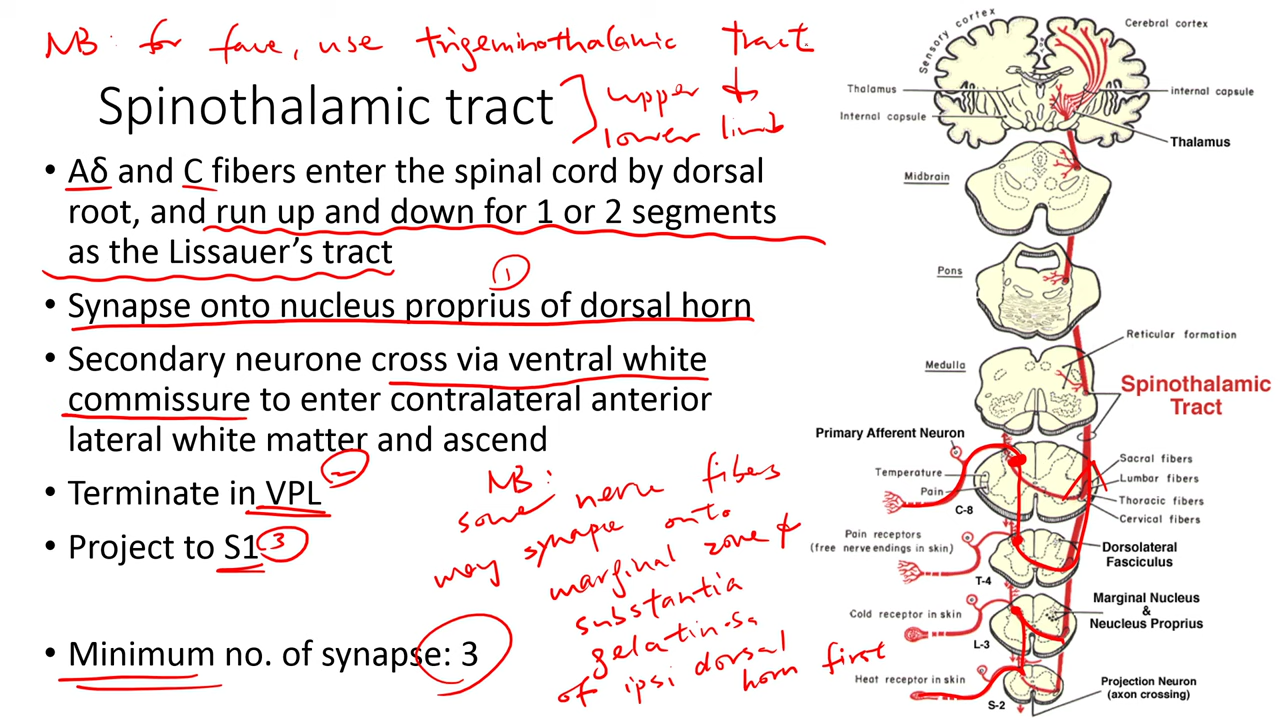 NB: for face, use trigeminothalamic tract.
Spinothalamic tract
upper &
lower limb
• Aδ and C fibers enter the spinal cord by dorsal
root, and run up and down for 1 or 2 segments
as the Lissauer’s tract
①
• Synapse onto nucleus proprius of dorsal horn
• Secondary neurone cross via ventral white
commissure to enter contralateral anterior
lateral white matter and ascend
• Terminate in VPL
2
• Project to S1
3
• Minimum no. of synapse: 3
NB:
some nerve fibers
may synapse onto
marginal zone &
substantia
gelatinosa
of ipsi dorsal
horn first
Sensory cortex
Cerebral cortex
Thalamus
internal capsule
Internal capsule
Thalamus
Midbrain
Pons
Reticular formation
Medulla
Spinothalamic
Tract
Primary Afferent Neuron
Temperature
Pain
C-8
Sacral fibers
Lumbar fibers
Thoracic fibers
Cervical fibers
Pain receptors
(free nerve endings in skin)
T-4
Dorsolateral
Fasciculus
Cold receptor in skin
L-3
Marginal Nucleus
&
Neucleus Proprius
Heat receptor in skin
S-2
Projection Neuron
(axon crossing)